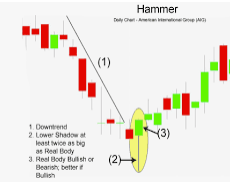 Hammer
Daily Chart - American International Group (AIG)
(1)
(3)
(2)
1. Downtrend
2. Lower Shadow at
least twice as big
as Real Body
3. Real Body Bullish or
Bearish; better if
Bullish